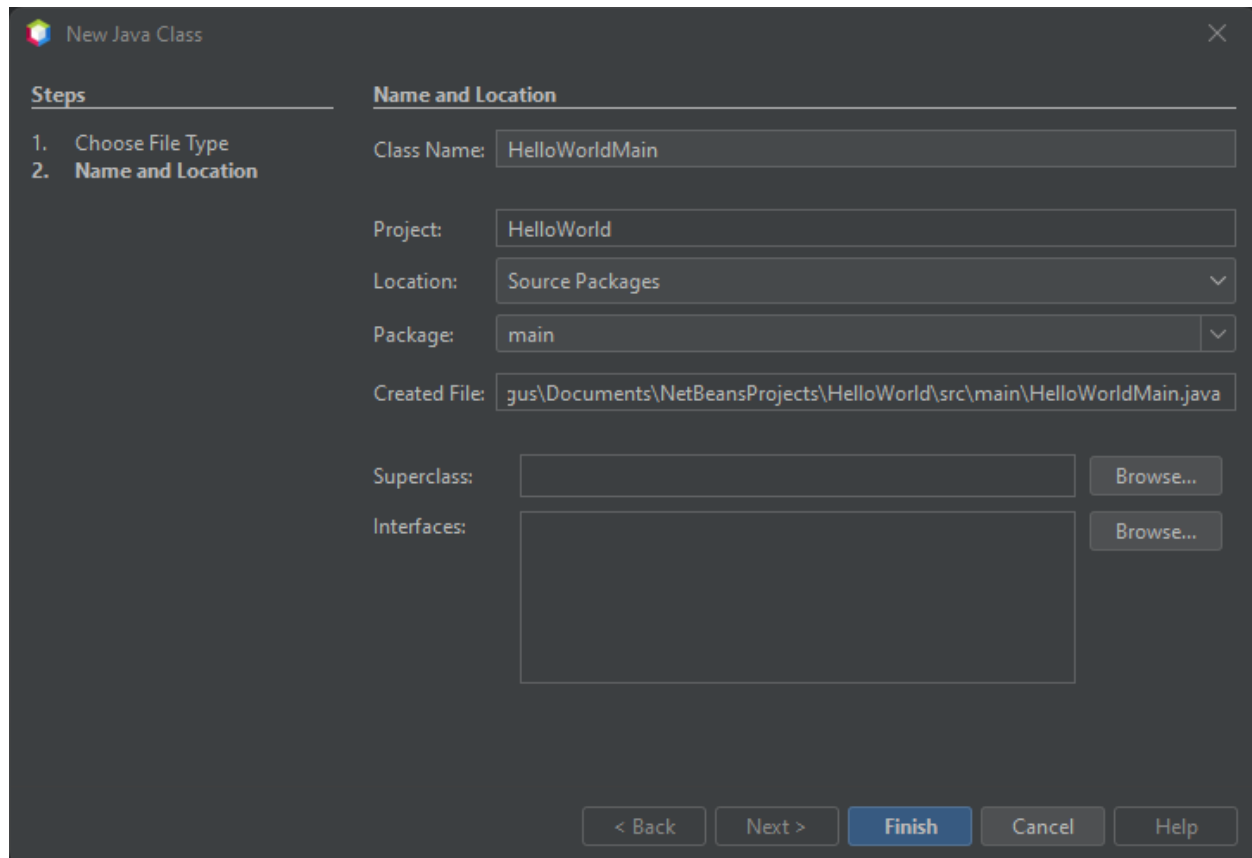 New Java Class
Steps
1. Choose File Type
2. Name and Location
Name and Location
Class Name: HelloWorldMain
Project: HelloWorld
Location: Source Packages
Package: main
Created File: gus\Documents\NetBeansProjects\HelloWorld\src\main\HelloWorldMain.java
Superclass: Browse...
Interfaces: Browse...
< Back Next > Finish Cancel Help